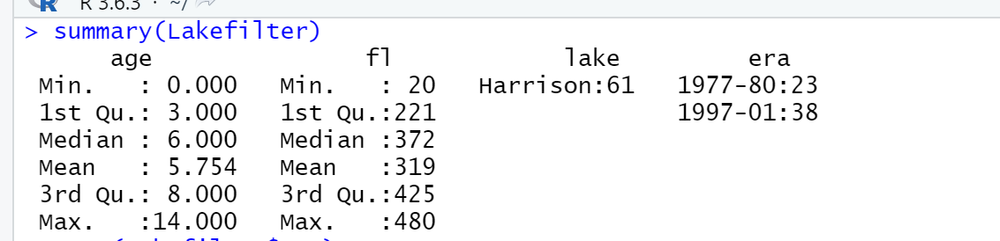 R 3.6.3 · ~/
> summary(Lakefilter)
      age               fl             lake         era
 Min.   : 0.000   Min.   : 20   Harrison:61   1977-80:23
 1st Qu.: 3.000   1st Qu.:221                 1997-01:38
 Median : 6.000   Median :372
 Mean   : 5.754   Mean   :319
 3rd Qu.: 8.000   3rd Qu.:425
 Max.   :14.000   Max.   :480